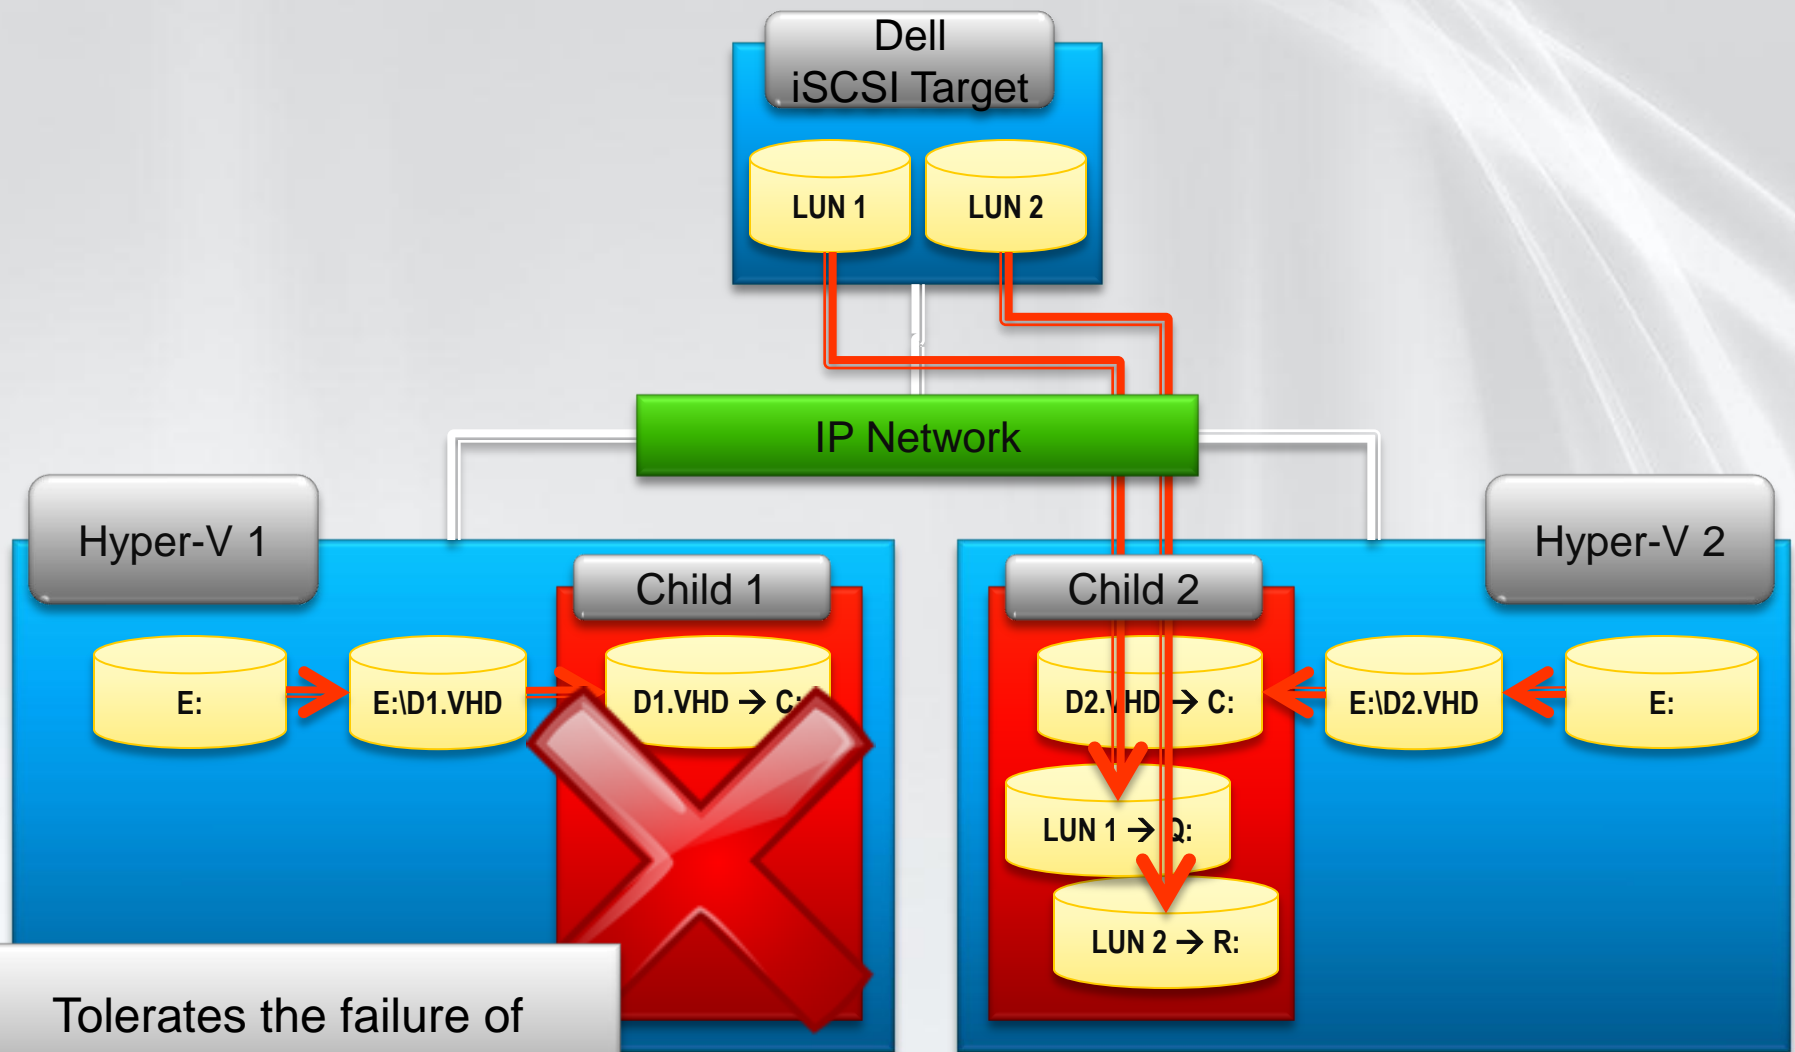 Dell
iSCSI Target
LUN 1
LUN 2
IP Network
Hyper-V 1
Hyper-V 2
Child 1
Child 2
E:
E:\D1.VHD
D1.VHD → C:
D2.VHD → C:
E:\D2.VHD
E:
LUN 1 → Q:
LUN 2 → R:
Tolerates the failure of